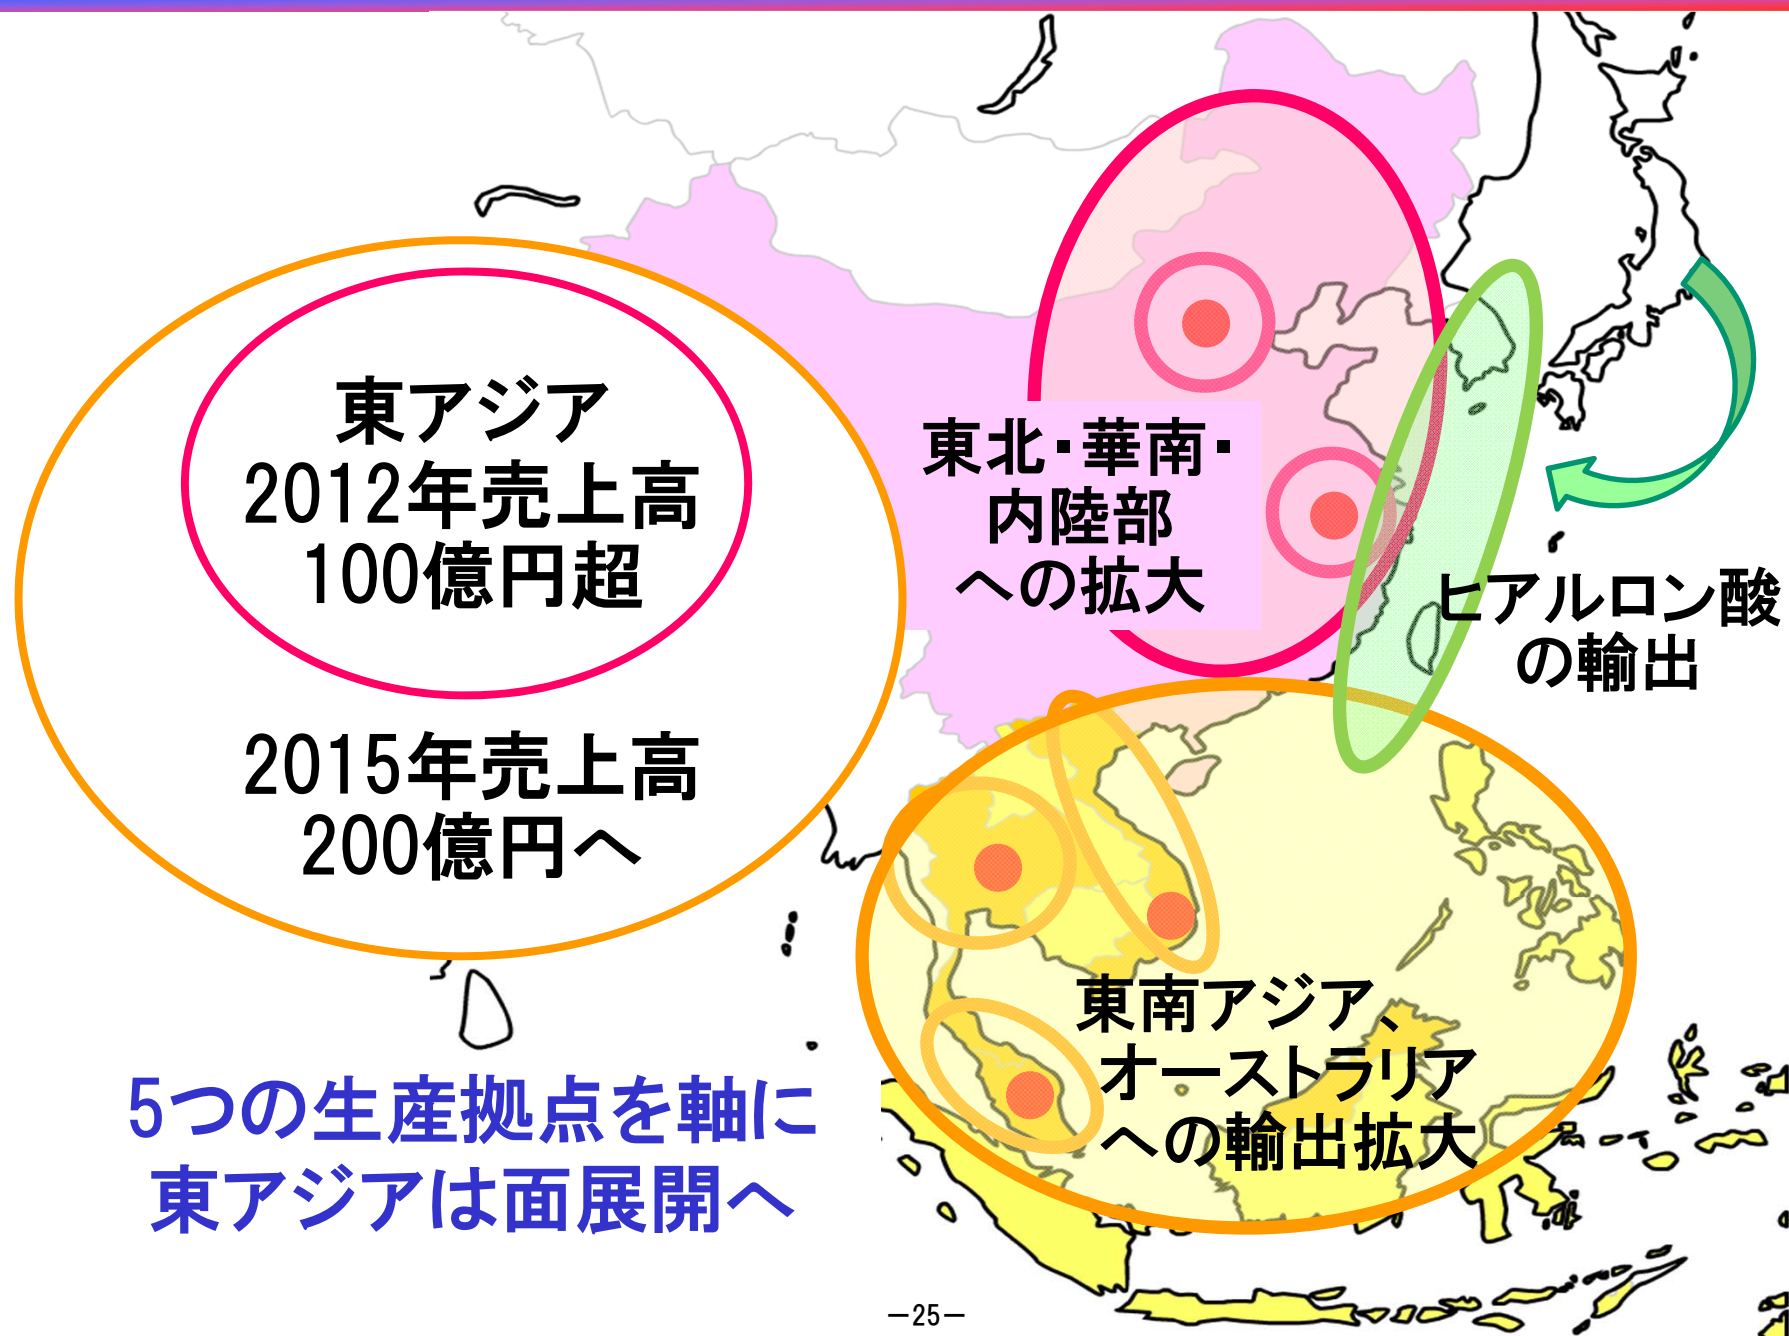 東アジア
2012年売上高
100億円超
2015年売上高
200億円へ
東北・華南・
内陸部
への拡大
ヒアルロン酸
の輸出
東南アジア、
オーストラリア
への輸出拡大
5つの生産拠点を軸に
東アジアは面展開へ
－25－